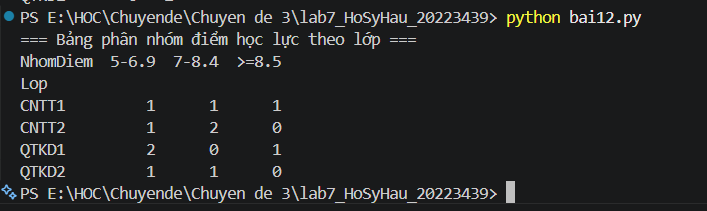 QTKD2
PS E:\HOC\Chuyende\Chuyen de 3\lab7_HoSyHau_20223439> python bai12.py
=== Bảng phân nhóm điểm học lực theo lớp ===
NhomDiem  5-6.9  7-8.4  >=8.5
Lop
CNTT1         1      1      1
CNTT2         1      2      0
QTKD1         2      0      1
QTKD2         1      1      0
PS E:\HOC\Chuyende\Chuyen de 3\lab7_HoSyHau_20223439>